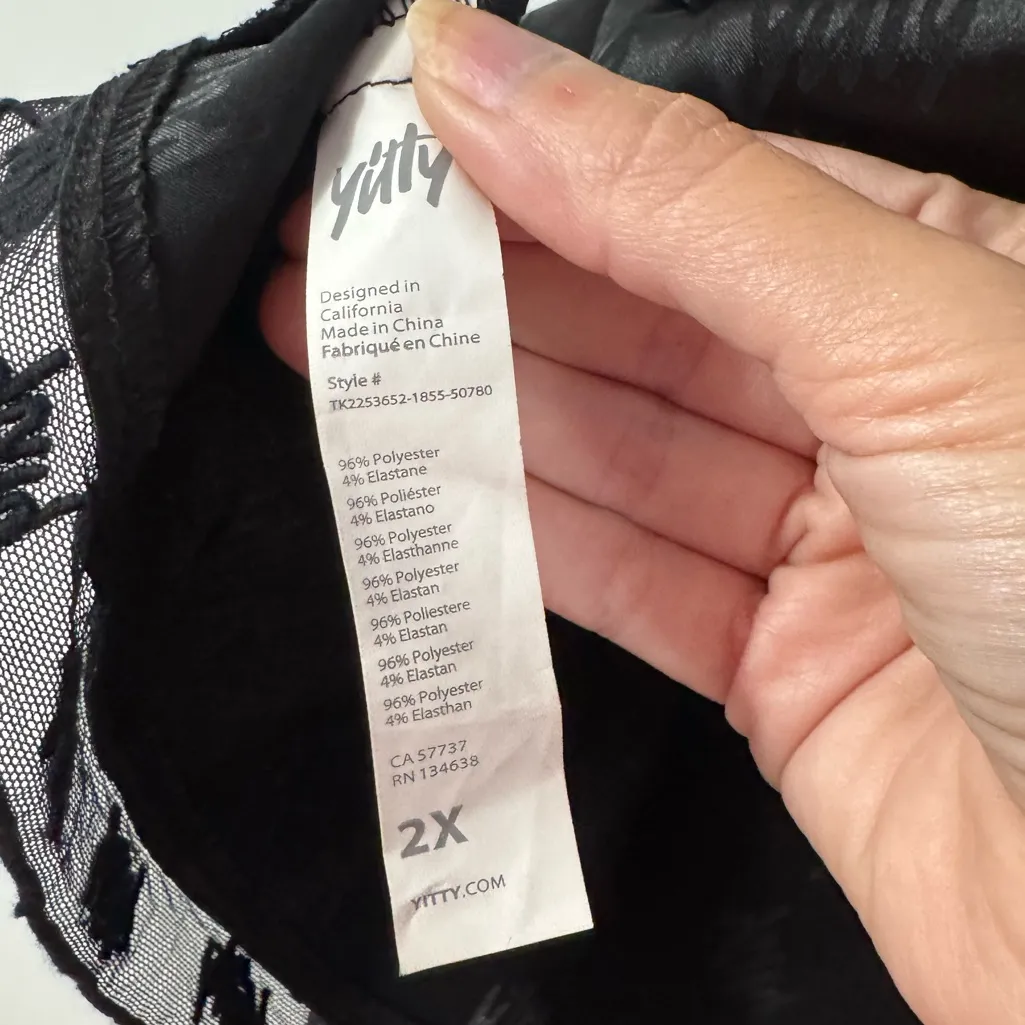 yitty
Designed in
California
Made in China
Fabriqué en Chine
Style #
TK2253652-1855-50780
96% Polyester
4% Elastane
96% Poliéster
4% Elastano
96% Polyester
4% Elasthanne
96% Polyester
4% Elastan
96% Poliestere
4% Elastan
96% Polyester
4% Elastan
96% Polyester
4% Elasthan
CA 57737
RN 134638
2X
YITTY.COM